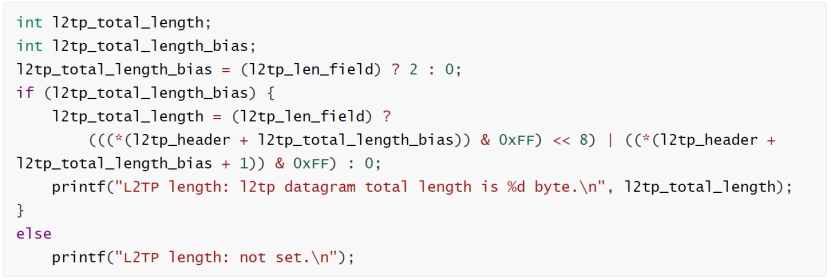 int l2tp_total_length;
int l2tp_total_length_bias;
l2tp_total_length_bias = (l2tp_len_field) ? 2 : 0;
if (l2tp_total_length_bias) {
    l2tp_total_length = (l2tp_len_field) ?
        (((*(l2tp_header + l2tp_total_length_bias)) & 0xFF) << 8) | ((*(l2tp_header +
l2tp_total_length_bias + 1)) & 0xFF) : 0;
    printf("L2TP length: l2tp datagram total length is %d byte.\n", l2tp_total_length);
}
else
    printf("L2TP length: not set.\n");